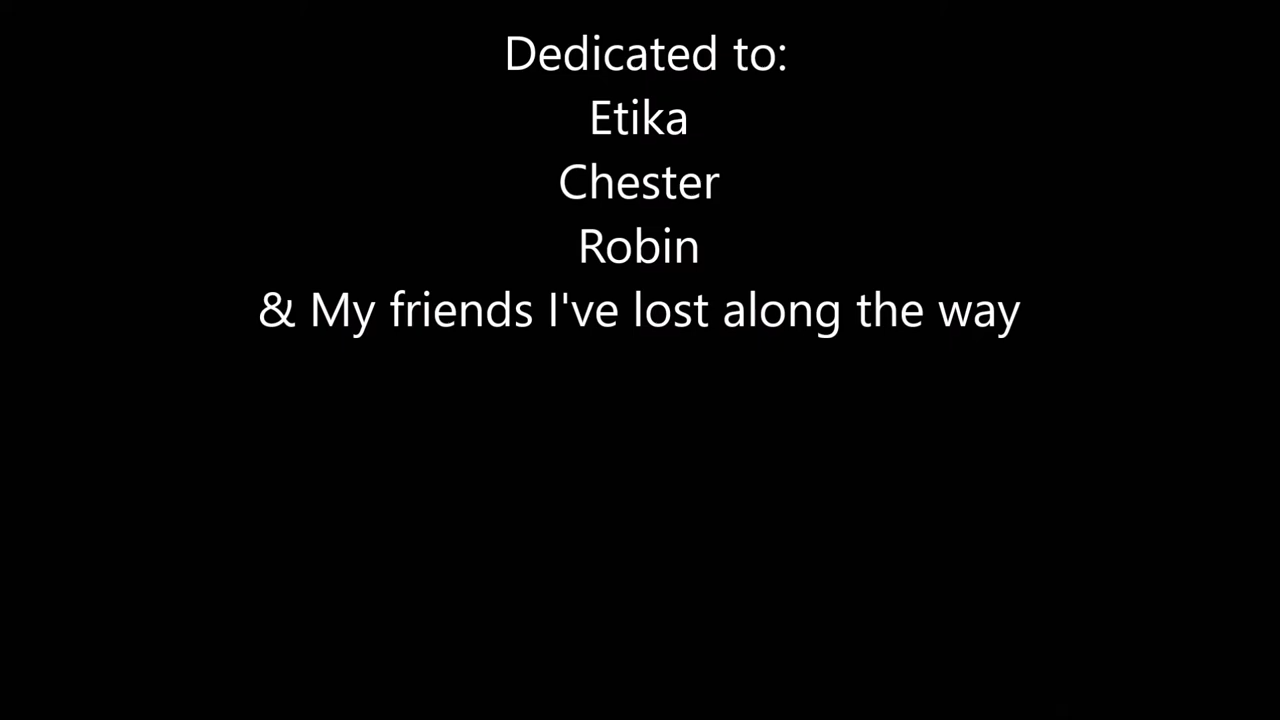 Dedicated to:
Etika
Chester
Robin
& My friends I've lost along the way